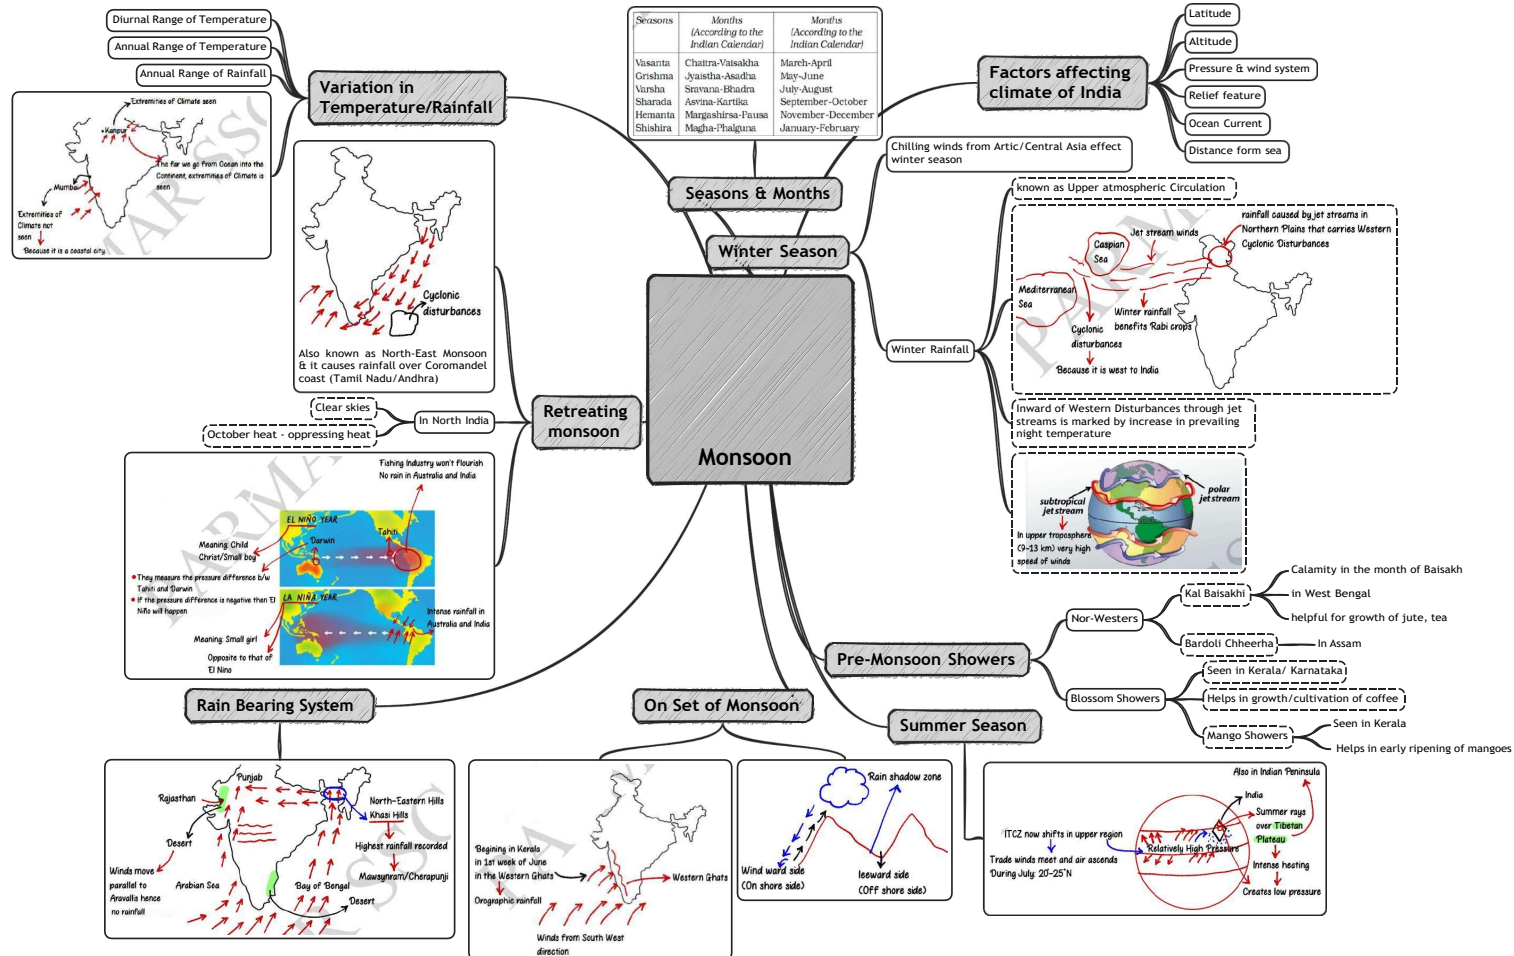 Diurnal Range of Temperature
Annual Range of Temperature
Annual Range of Rainfall
Variation in
Temperature/Rainfall
Extremities of Climate seen
Kanpur
The far we go from Ocean into the
Continent, extremities of Climate is
seen
Mumbai
Extremities of
Climate not
seen
Because it is a coastal city
Seasons
Months
(According to the
Indian Calendar)
Months
(According to the
Indian Calendar)
Vasanta Chaitra-Vaisakha March-April
Grishma Jyaistha-Asadha May-June
Varsha Sravana-Bhadra July-August
Sharada Asvina-Kartika September-October
Hemanta Margashirsa-Pausa November-December
Shishira Magha-Phalguna January-February
Seasons & Months
Factors affecting
climate of India
Latitude
Altitude
Pressure & wind system
Relief feature
Ocean Current
Distance form sea
Winter Season
Chilling winds from Artic/Central Asia effect
winter season
Winter Rainfall
known as Upper atmospheric Circulation
rainfall caused by jet streams in
Northern Plains that carries Western
Cyclonic Disturbances
Jet stream winds
Caspian
Sea
Mediterranean
Sea
Winter rainfall
benefits Rabi crops
Cyclonic
disturbances
Because it is west to India
Inward of Western Disturbances through jet
streams is marked by increase in prevailing
night temperature
subtropical
jet stream
polar
jet stream
In upper troposphere
(9-13 km) very high
speed of winds
Monsoon
Cyclonic
disturbances
Also known as North-East Monsoon
& it causes rainfall over Coromandel
coast (Tamil Nadu/Andhra)
Retreating
monsoon
In North India
Clear skies
October heat - oppressing heat
Fishing Industry won't flourish
No rain in Australia and India
EL NIÑO YEAR
Tahiti
Darwin
Meaning: Child
Christ/Small boy
They measure the pressure difference b/w
Tahiti and Darwin
If the pressure difference is negative then El
Niño will happen
LA NIÑA YEAR
Intense rainfall in
Australia and India
Meaning: Small girl
Opposite to that of
El Nino
Pre-Monsoon Showers
Nor-Westers
Kal Baisakhi
Calamity in the month of Baisakh
in West Bengal
helpful for growth of jute, tea
Bardoli Chheerha
In Assam
Blossom Showers
Seen in Kerala/ Karnataka
Helps in growth/cultivation of coffee
Mango Showers
Seen in Kerala
Helps in early ripening of mangoes
Rain Bearing System
Punjab
Rajasthan
North-Eastern Hills
Khasi Hills
Highest rainfall recorded
Mawsynram/Cherapunji
Desert
Winds move
parallel to
Aravallis hence
no rainfall
Arabian Sea
Bay of Bengal
Desert
On Set of Monsoon
Begining in Kerala
in 1st week of June
in the Western Ghats
Orographic rainfall
Western Ghats
Winds from South West
direction
Rain shadow zone
Wind ward side
(On shore side)
leeward side
(Off shore side)
Summer Season
Also in Indian Peninsula
India
Summer rays
over Tibetan
Plateau
Intense heating
Creates low pressure
ITCZ now shifts in upper region
Relatively High Pressure
Trade winds meet and air ascends
During July: 20°-25°N